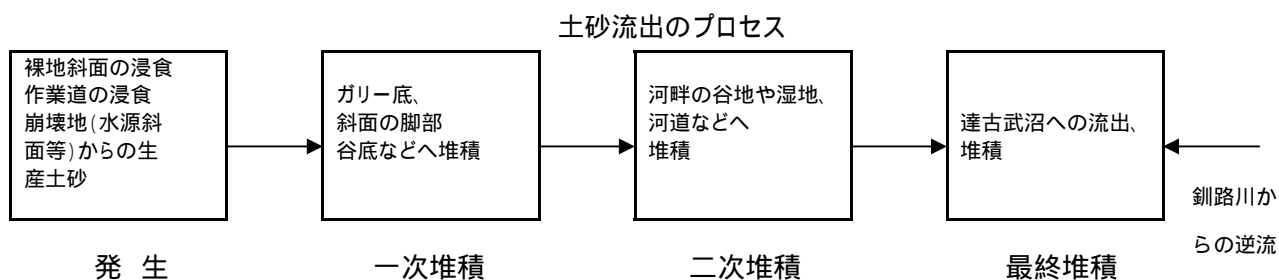 土砂流出のプロセス
裸地斜面の浸食
作業道の浸食
崩壊地(水源斜
面等)からの生
産土砂
ガリー底、
斜面の脚部
谷底などへ堆積
河畔の谷地や湿地、
河道などへ
堆積
達古武沼への流出、
堆積
釧路川か
らの逆流
発 生
一次堆積
二次堆積
最終堆積